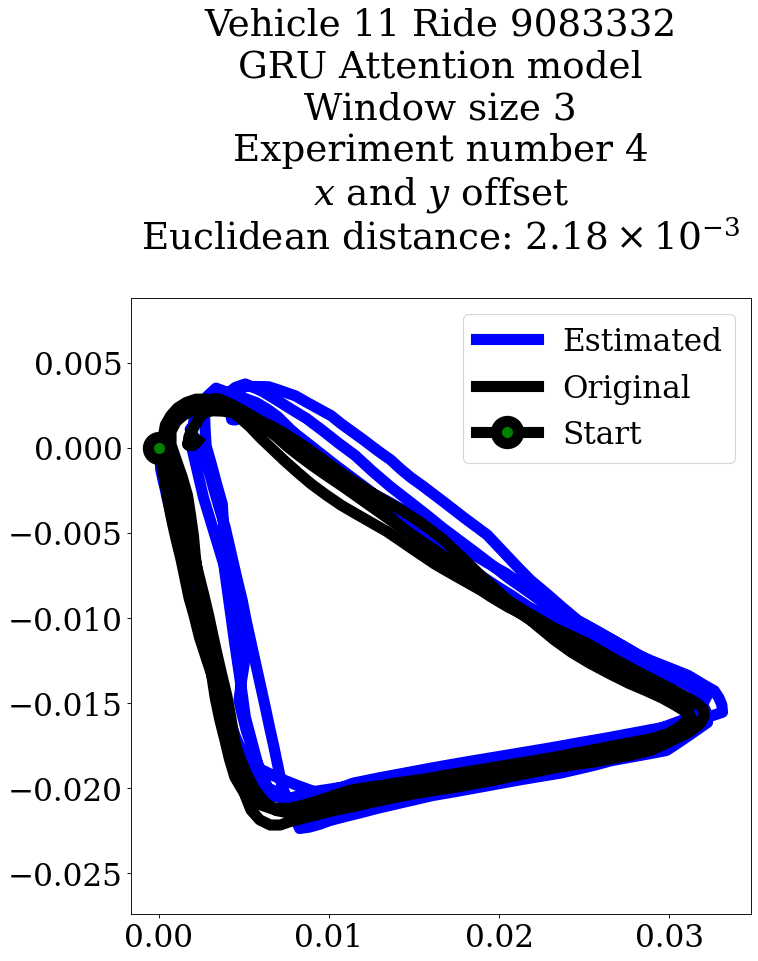 Vehicle 11 Ride 9083332
GRU Attention model
Window size 3
Experiment number 4
x and y offset
Euclidean distance: 2.18 × 10⁻³
Estimated
Original
Start
0.005
0.000
−0.005
−0.010
−0.015
−0.020
−0.025
0.00 0.01 0.02 0.03